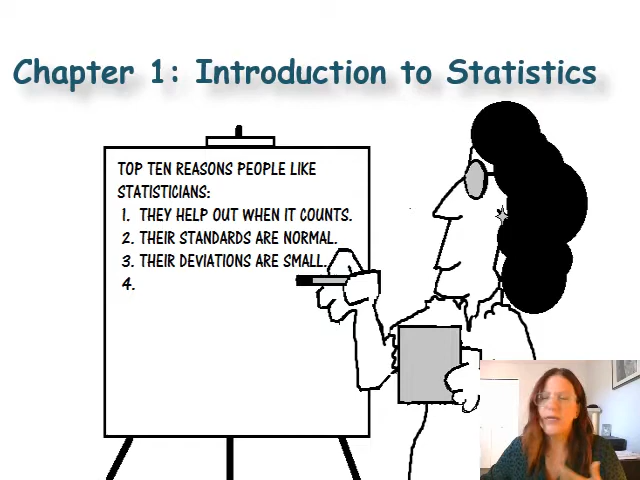 Chapter 1: Introduction to Statistics
TOP TEN REASONS PEOPLE LIKE
STATISTICIANS:
1. THEY HELP OUT WHEN IT COUNTS.
2. THEIR STANDARDS ARE NORMAL.
3. THEIR DEVIATIONS ARE SMALL.
4.